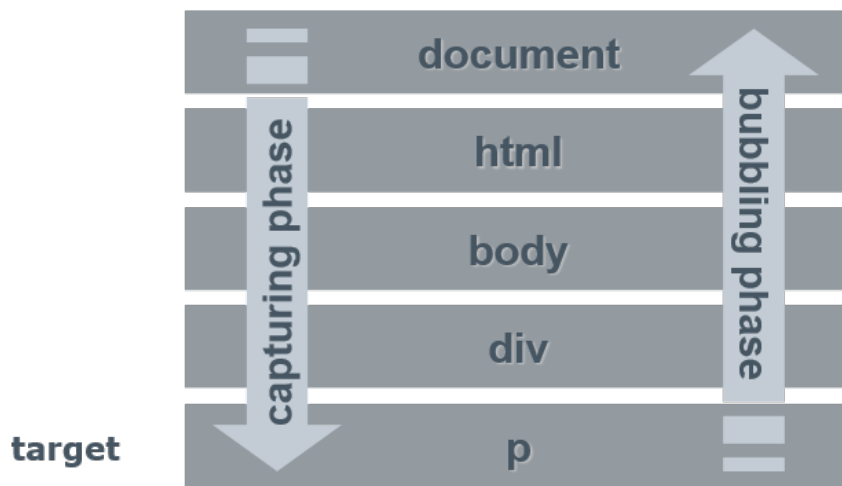 document
html
body
div
target
p
capturing phase
bubbling phase